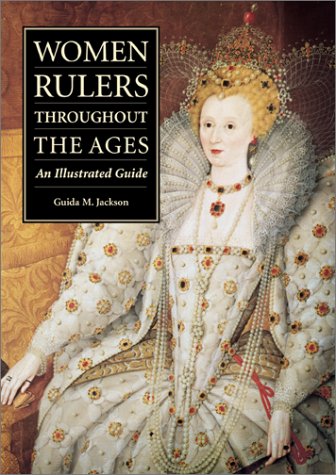 WOMEN
RULERS
THROUGHOUT
THE AGES
An Illustrated Guide
Guida M. Jackson